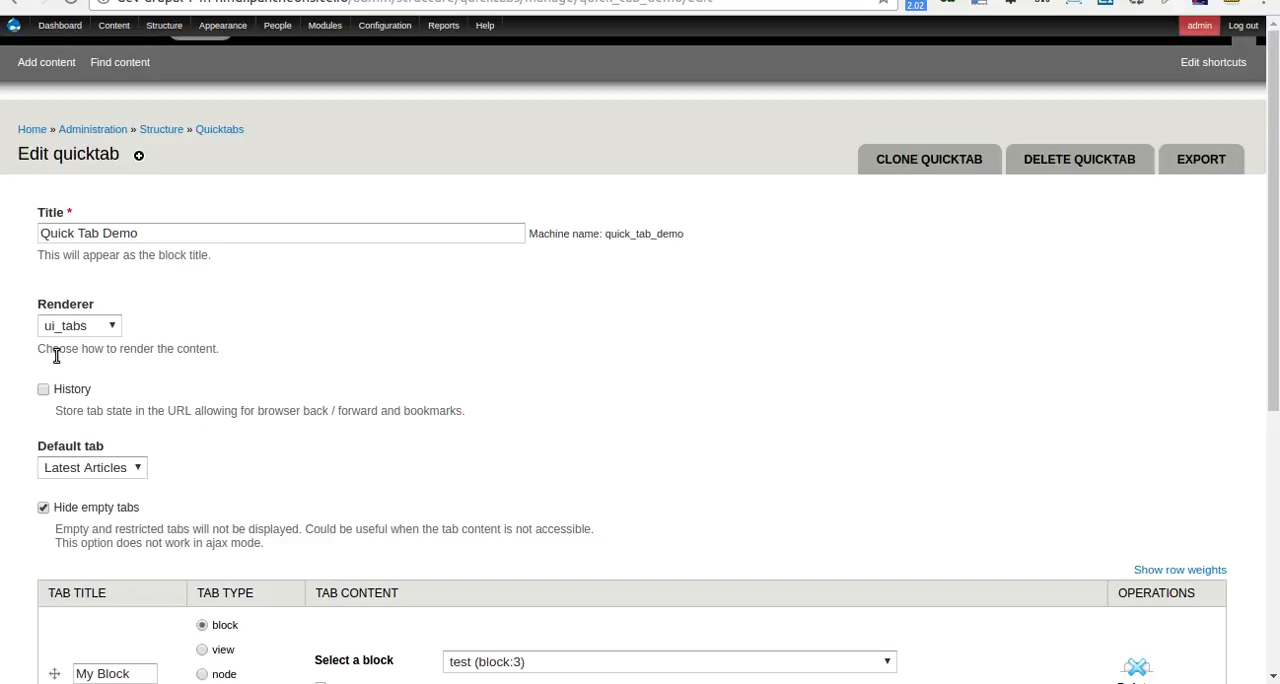 2.02
Dashboard Content Structure Appearance People Modules Configuration Reports Help admin Log out
Add content Find content Edit shortcuts
Home » Administration » Structure » Quicktabs
Edit quicktab
CLONE QUICKTAB DELETE QUICKTAB EXPORT
Title *
Quick Tab Demo Machine name: quick_tab_demo
This will appear as the block title.
Renderer
ui_tabs
Choose how to render the content.
History
Store tab state in the URL allowing for browser back / forward and bookmarks.
Default tab
Latest Articles
Hide empty tabs
Empty and restricted tabs will not be displayed. Could be useful when the tab content is not accessible.
This option does not work in ajax mode.
Show row weights
TAB TITLE TAB TYPE TAB CONTENT OPERATIONS
block
view
Select a block test (block:3)
My Block node